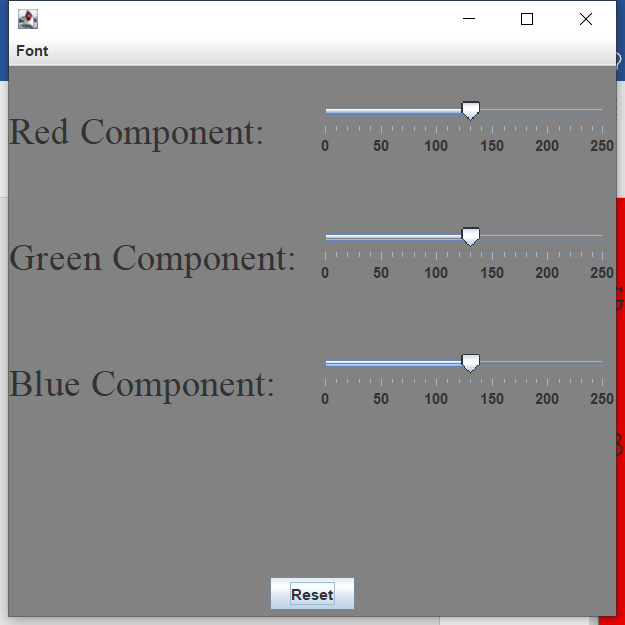 Font
Red Component:
0 50 100 150 200 250
Green Component:
0 50 100 150 200 250
Blue Component:
0 50 100 150 200 250
Reset